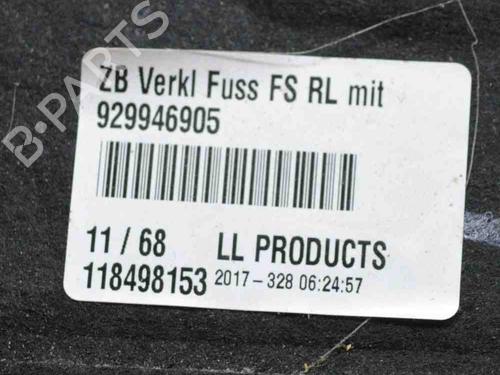 ZB Verkl Fuss FS RL mit
929946905
11 / 68 LL PRODUCTS
118498153 2017-328 06:24:57
B-PARTS